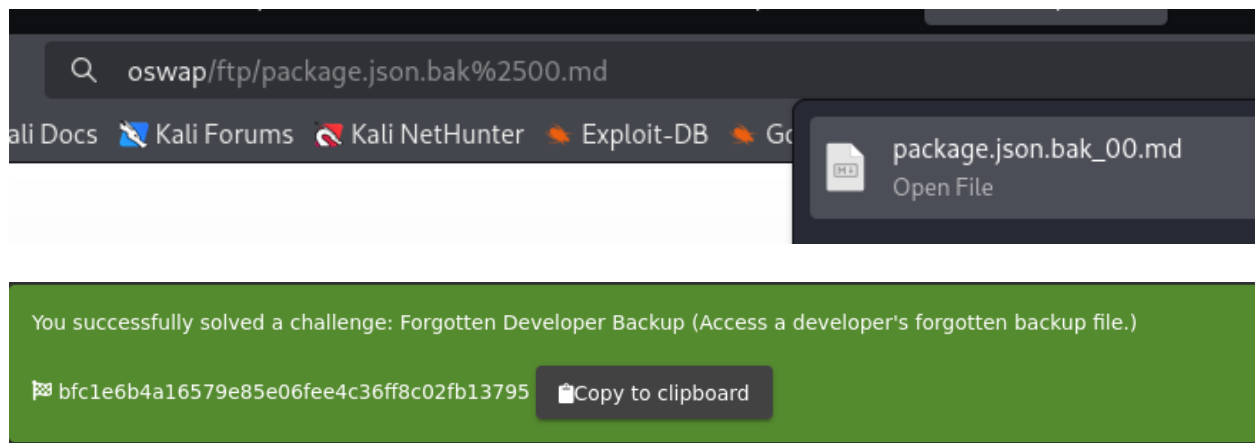 oswap/ftp/package.json.bak%2500.md
ali Docs Kali Forums Kali NetHunter Exploit-DB Go
package.json.bak_00.md
Open File
You successfully solved a challenge: Forgotten Developer Backup (Access a developer's forgotten backup file.)
bfc1e6b4a16579e85e06fee4c36ff8c02fb13795 Copy to clipboard